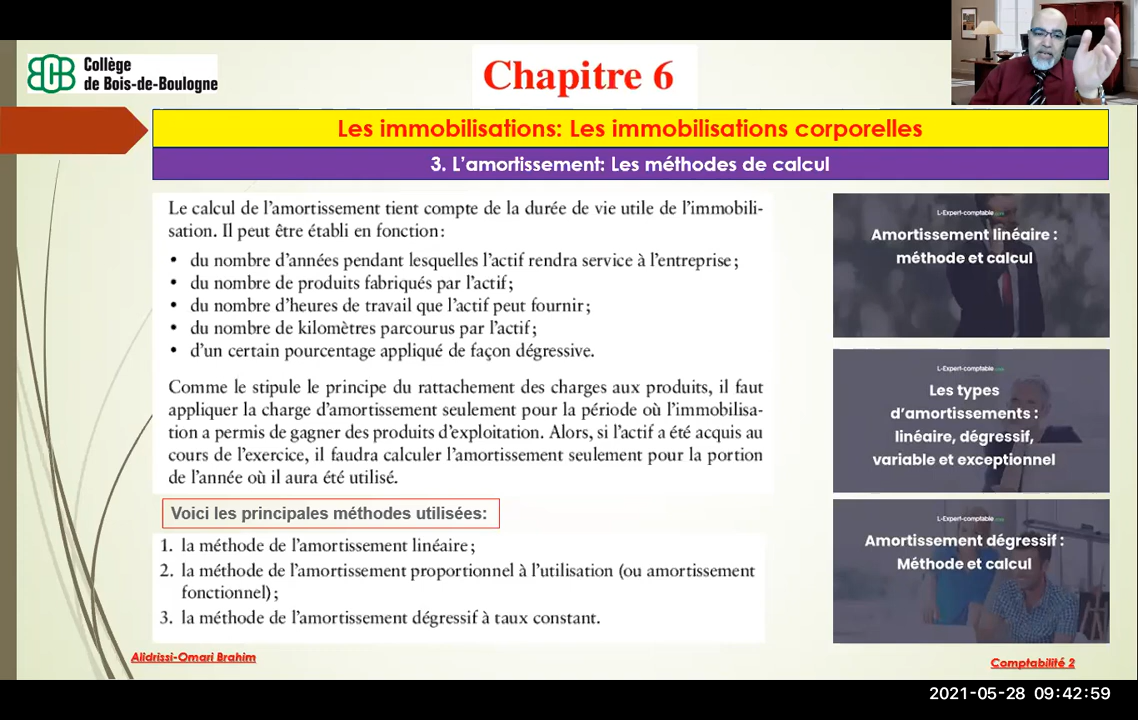 Collège
de Bois-de-Boulogne
Chapitre 6
Les immobilisations: Les immobilisations corporelles
3. L'amortissement: Les méthodes de calcul
Le calcul de l'amortissement tient compte de la durée de vie utile de l'immobili-
sation. Il peut être établi en fonction :
• du nombre d'années pendant lesquelles l'actif rendra service à l'entreprise ;
• du nombre de produits fabriqués par l'actif ;
• du nombre d'heures de travail que l'actif peut fournir ;
• du nombre de kilomètres parcourus par l'actif ;
• d'un certain pourcentage appliqué de façon dégressive.
Comme le stipule le principe du rattachement des charges aux produits, il faut
appliquer la charge d'amortissement seulement pour la période où l'immobilisa-
tion a permis de gagner des produits d'exploitation. Alors, si l'actif a été acquis au
cours de l'exercice, il faudra calculer l'amortissement seulement pour la portion
de l'année où il aura été utilisé.
Voici les principales méthodes utilisées:
1. la méthode de l'amortissement linéaire ;
2. la méthode de l'amortissement proportionnel à l'utilisation (ou amortissement
fonctionnel) ;
3. la méthode de l'amortissement dégressif à taux constant.
L-Expert-comptable.com
Amortissement linéaire :
méthode et calcul
L-Expert-comptable.com
Les types
d'amortissements :
linéaire, dégressif,
variable et exceptionnel
L-Expert-comptable.com
Amortissement dégressif :
Méthode et calcul
Alidrissi-Omari Brahim
Comptabilité 2
2021-05-28 09:42:59